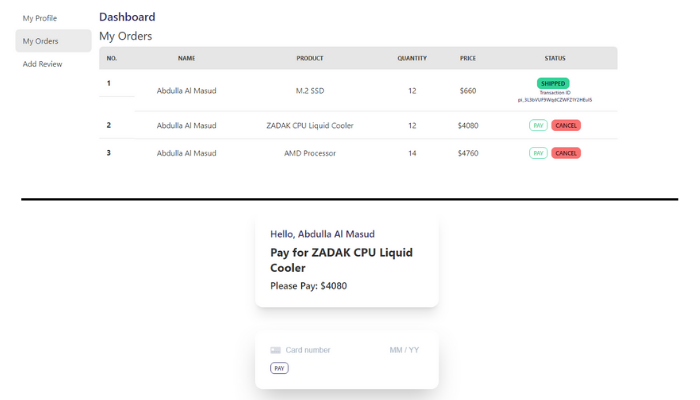 My Profile
My Orders
Add Review
Dashboard
My Orders
NO. NAME PRODUCT QUANTITY PRICE STATUS
1 Abdulla Al Masud M.2 SSD 12 $660 SHIPPED
Transaction ID
2 Abdulla Al Masud ZADAK CPU Liquid Cooler 12 $4080 PAY CANCEL
3 Abdulla Al Masud AMD Processor 14 $4760 PAY CANCEL
Hello, Abdulla Al Masud
Pay for ZADAK CPU Liquid
Cooler
Please Pay: $4080
Card number MM / YY
PAY